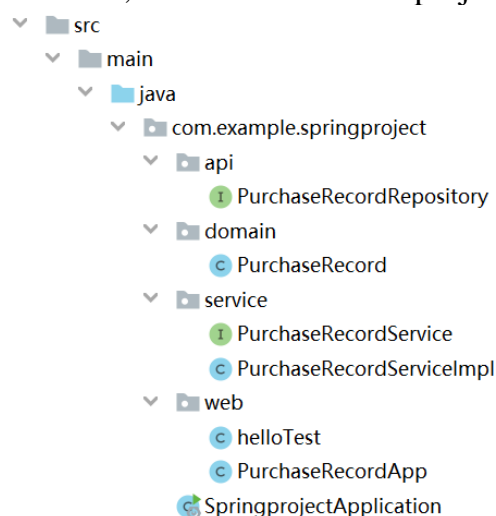 src
main
java
com.example.springproject
api
I PurchaseRecordRepository
domain
C PurchaseRecord
service
I PurchaseRecordService
C PurchaseRecordServiceImpl
web
C helloTest
C PurchaseRecordApp
SpringprojectApplication